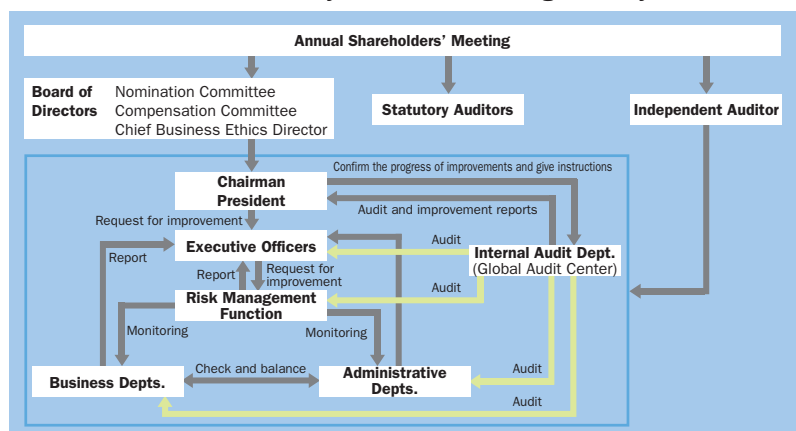 Annual Shareholders' Meeting
Board of Directors
Nomination Committee
Compensation Committee
Chief Business Ethics Director
Statutory Auditors
Independent Auditor
Confirm the progress of improvements and give instructions
Chairman
President
Audit and improvement reports
Request for improvement
Executive Officers
Audit
Internal Audit Dept.
(Global Audit Center)
Report
Report
Request for
improvement
Audit
Risk Management
Function
Monitoring
Monitoring
Business Depts.
Check and balance
Administrative
Depts.
Audit
Audit